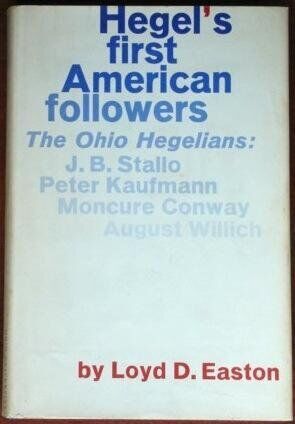 Hegel's
first
American
followers
The Ohio Hegelians:
J. B. Stallo
Peter Kaufmann
Moncure Conway
August Willich
by Loyd D. Easton